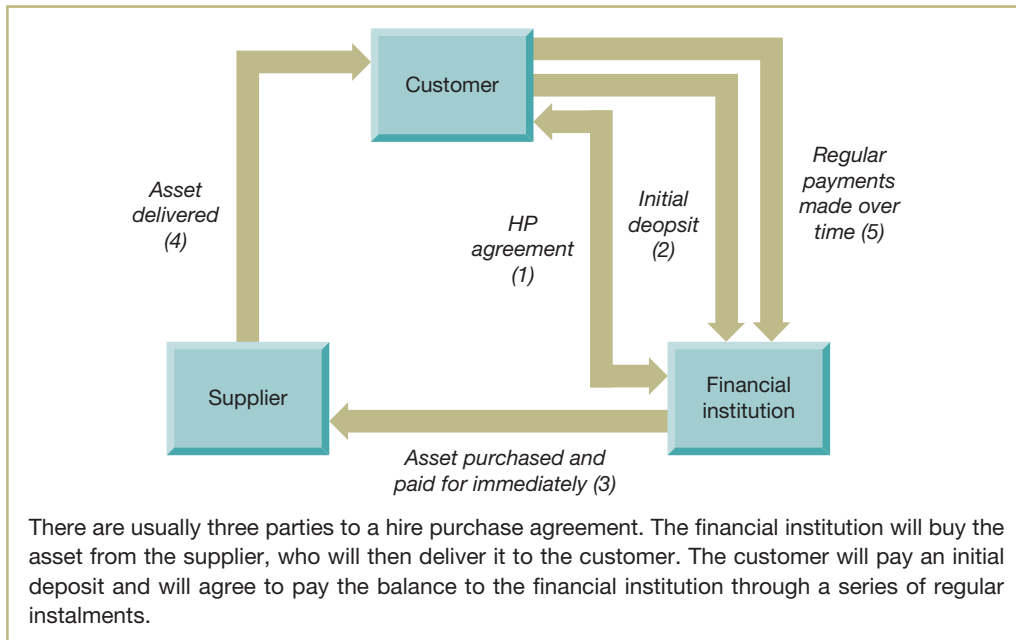 Customer
Asset
delivered
(4)
HP
agreement
(1)
Initial
deopsit
(2)
Regular
payments
made over
time (5)
Supplier
Financial
institution
Asset purchased and
paid for immediately (3)
There are usually three parties to a hire purchase agreement. The financial institution will buy the
asset from the supplier, who will then deliver it to the customer. The customer will pay an initial
deposit and will agree to pay the balance to the financial institution through a series of regular
instalments.